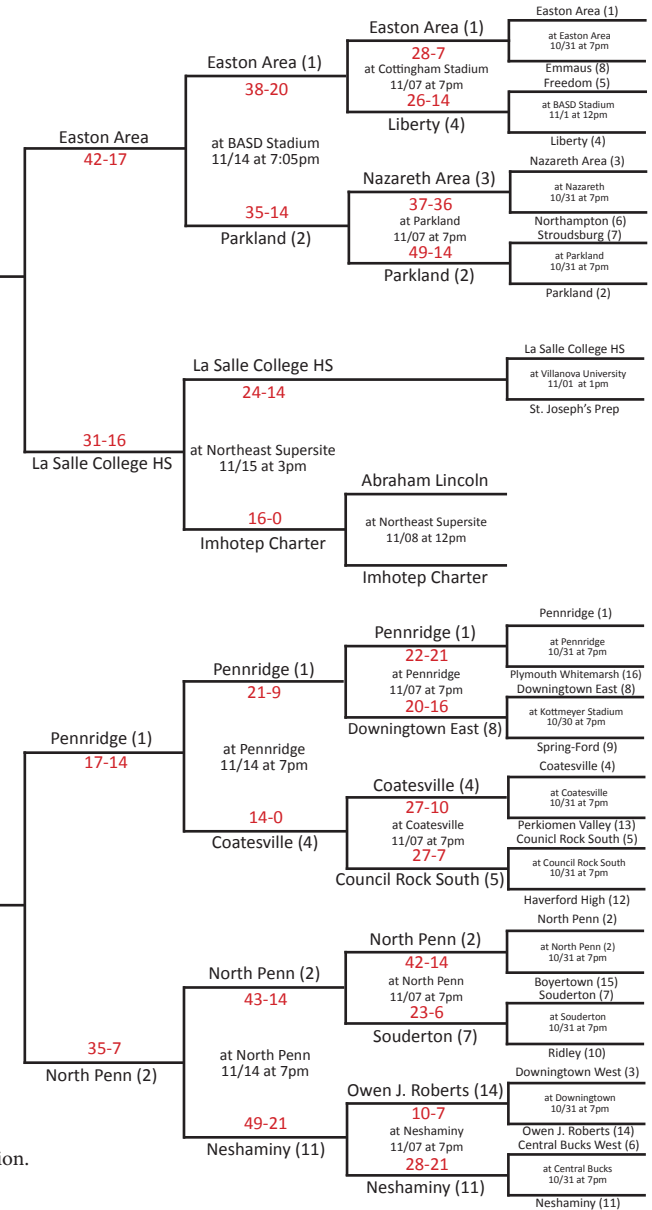 Easton Area (1)
at Easton Area
10/31 at 7pm
Emmaus (8)
Easton Area (1)
28-7
at Cottingham Stadium
11/07 at 7pm
26-14
Liberty (4)
Freedom (5)
at BASD Stadium
11/1 at 12pm
Liberty (4)
Easton Area (1)
38-20
at BASD Stadium
11/14 at 7:05pm
35-14
Parkland (2)
Easton Area
42-17
Nazareth Area (3)
at Nazareth
10/31 at 7pm
Northampton (6)
Nazareth Area (3)
37-36
at Parkland
11/07 at 7pm
49-14
Parkland (2)
Stroudsburg (7)
at Parkland
10/31 at 7pm
Parkland (2)
La Salle College HS
at Villanova University
11/01 at 1pm
St. Joseph's Prep
La Salle College HS
24-14
at Northeast Supersite
11/15 at 3pm
16-0
Imhotep Charter
31-16
La Salle College HS
Abraham Lincoln
at Northeast Supersite
11/08 at 12pm
Imhotep Charter
Pennridge (1)
at Pennridge
10/31 at 7pm
Plymouth Whitemarsh (16)
Pennridge (1)
22-21
at Pennridge
11/07 at 7pm
20-16
Downingtown East (8)
Downingtown East (8)
at Kottmeyer Stadium
10/30 at 7pm
Spring-Ford (9)
Pennridge (1)
21-9
at Pennridge
11/14 at 7pm
14-0
Coatesville (4)
Pennridge (1)
17-14
Coatesville (4)
at Coatesville
10/31 at 7pm
Perkiomen Valley (13)
Coatesville (4)
27-10
at Coatesville
11/07 at 7pm
27-7
Council Rock South (5)
Counicl Rock South (5)
at Council Rock South
10/31 at 7pm
Haverford High (12)
North Penn (2)
at North Penn (2)
10/31 at 7pm
Boyertown (15)
North Penn (2)
42-14
at North Penn
11/07 at 7pm
23-6
Souderton (7)
Souderton (7)
at Souderton
10/31 at 7pm
Ridley (10)
North Penn (2)
43-14
at North Penn
11/14 at 7pm
49-21
Neshaminy (11)
35-7
North Penn (2)
Downingtown West (3)
at Downingtown
10/31 at 7pm
Owen J. Roberts (14)
Owen J. Roberts (14)
10-7
at Neshaminy
11/07 at 7pm
28-21
Neshaminy (11)
Central Bucks West (6)
at Central Bucks
10/31 at 7pm
Neshaminy (11)